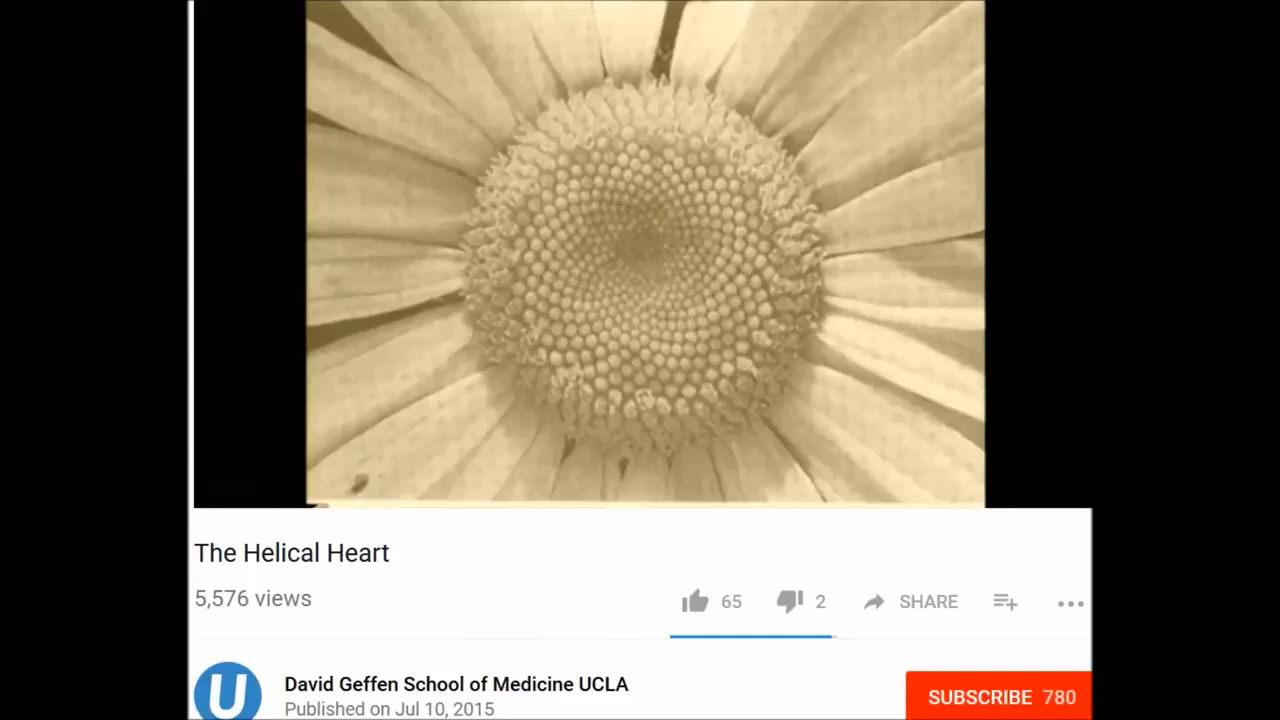 The Helical Heart
5,576 views
65 2 SHARE
U
David Geffen School of Medicine UCLA
Published on Jul 10, 2015
SUBSCRIBE 780